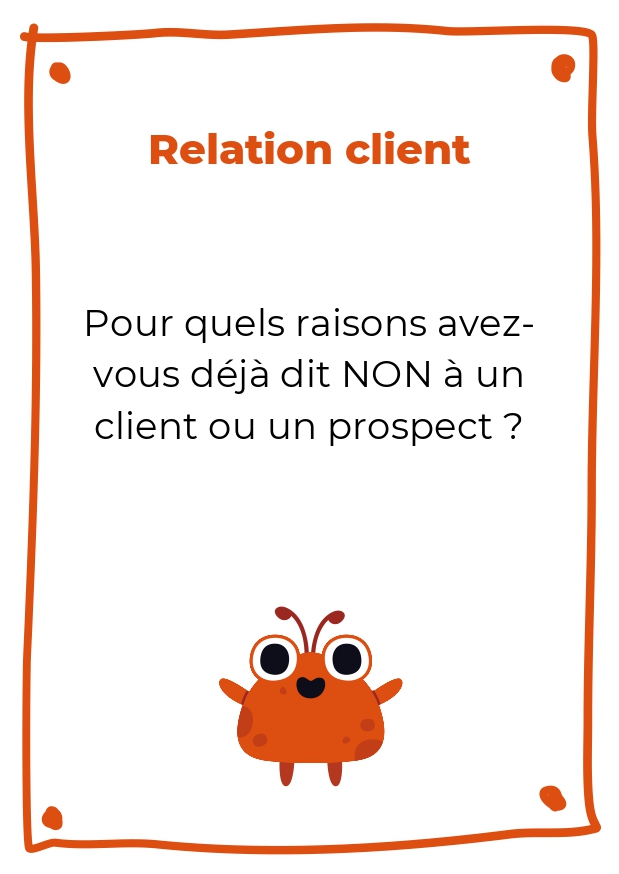 Relation client
Pour quels raisons avez-
vous déjà dit NON à un
client ou un prospect ?